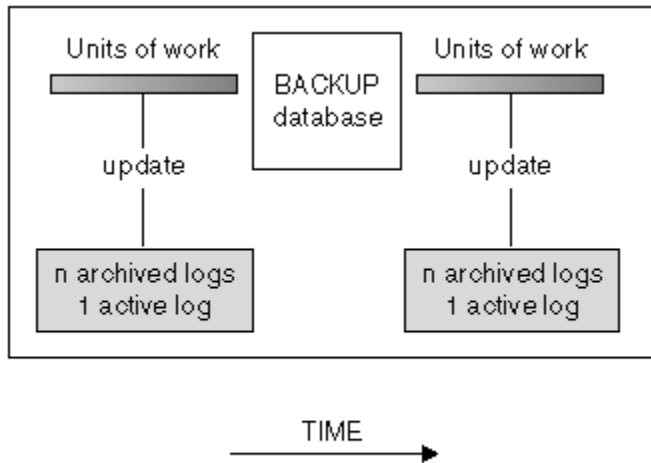 Units of work
BACKUP
database
Units of work
update
update
n archived logs
1 active log
n archived logs
1 active log
TIME